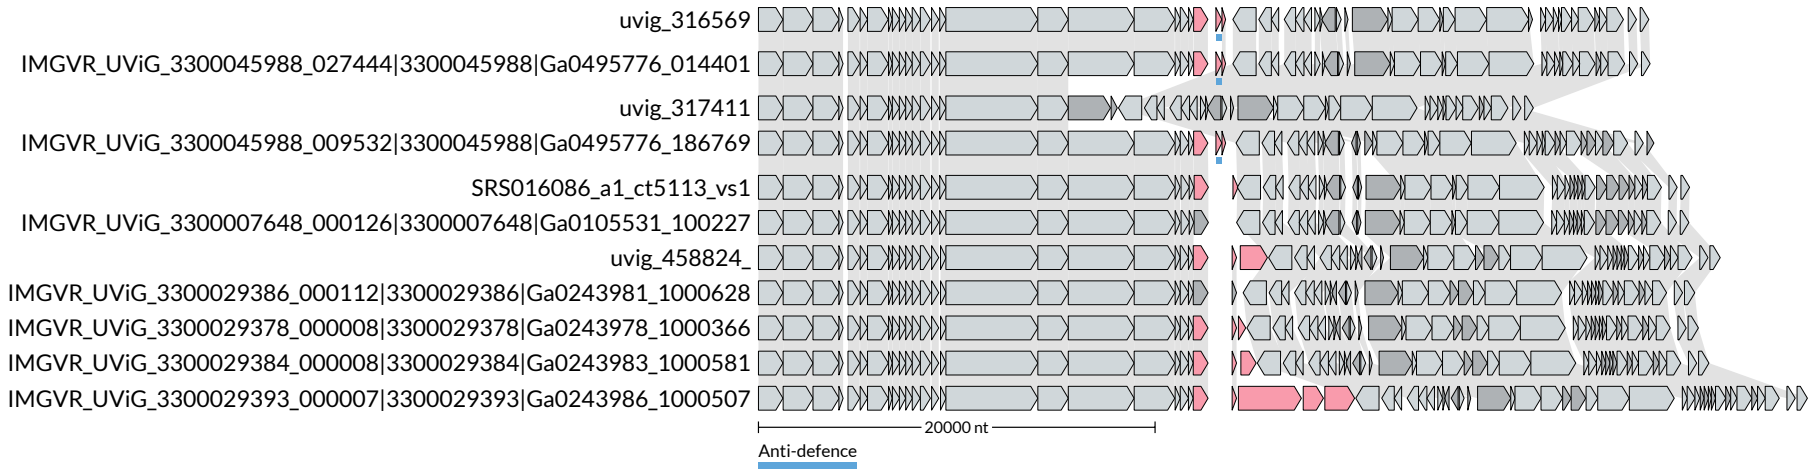 uvig_316569
IMGVR_UViG_3300045988_027444|3300045988|Ga0495776_014401
uvig_317411
IMGVR_UViG_3300045988_009532|3300045988|Ga0495776_186769
SRS016086_a1_ct5113_vs1
IMGVR_UViG_3300007648_000126|3300007648|Ga0105531_100227
uvig_458824_
IMGVR_UViG_3300029386_000112|3300029386|Ga0243981_1000628
IMGVR_UViG_3300029378_000008|3300029378|Ga0243978_1000366
IMGVR_UViG_3300029384_000008|3300029384|Ga0243983_1000581
IMGVR_UViG_3300029393_000007|3300029393|Ga0243986_1000507
20000 nt
Anti-defence